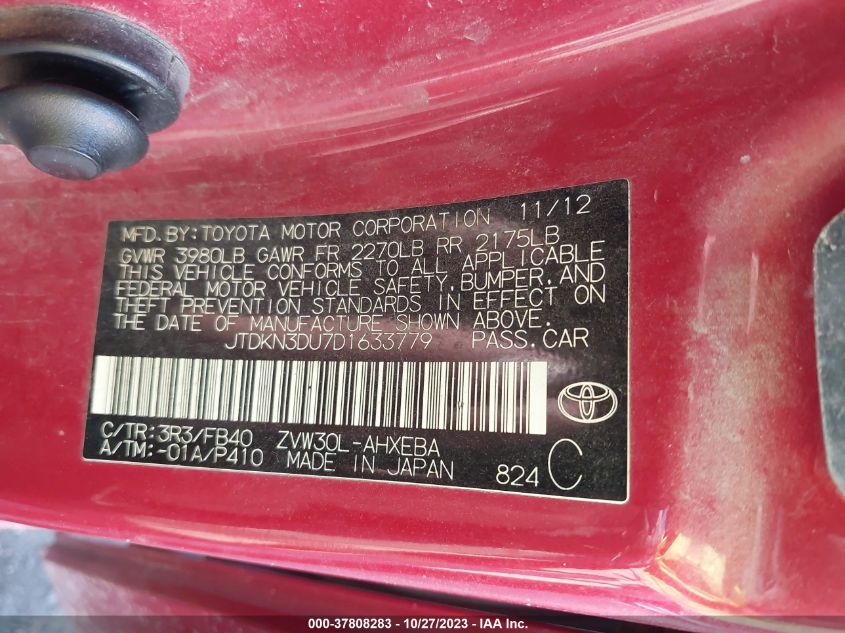 MFD. BY: TOYOTA MOTOR CORPORATION 11/12
GVWR 3980LB GAWR FR 2270LB RR 2175LB
THIS VEHICLE CONFORMS TO ALL APPLICABLE
FEDERAL MOTOR VEHICLE SAFETY, BUMPER, AND
THEFT PREVENTION STANDARDS IN EFFECT ON
THE DATE OF MANUFACTURE SHOWN ABOVE.
JTDKN3DU7D1633779 PASS. CAR
C/TR: 3R3/FB40 ZVW30L-AHXEBA
A/TM: -01A/P410 MADE IN JAPAN 824 C
000-37808283 - 10/27/2023 - IAA Inc.